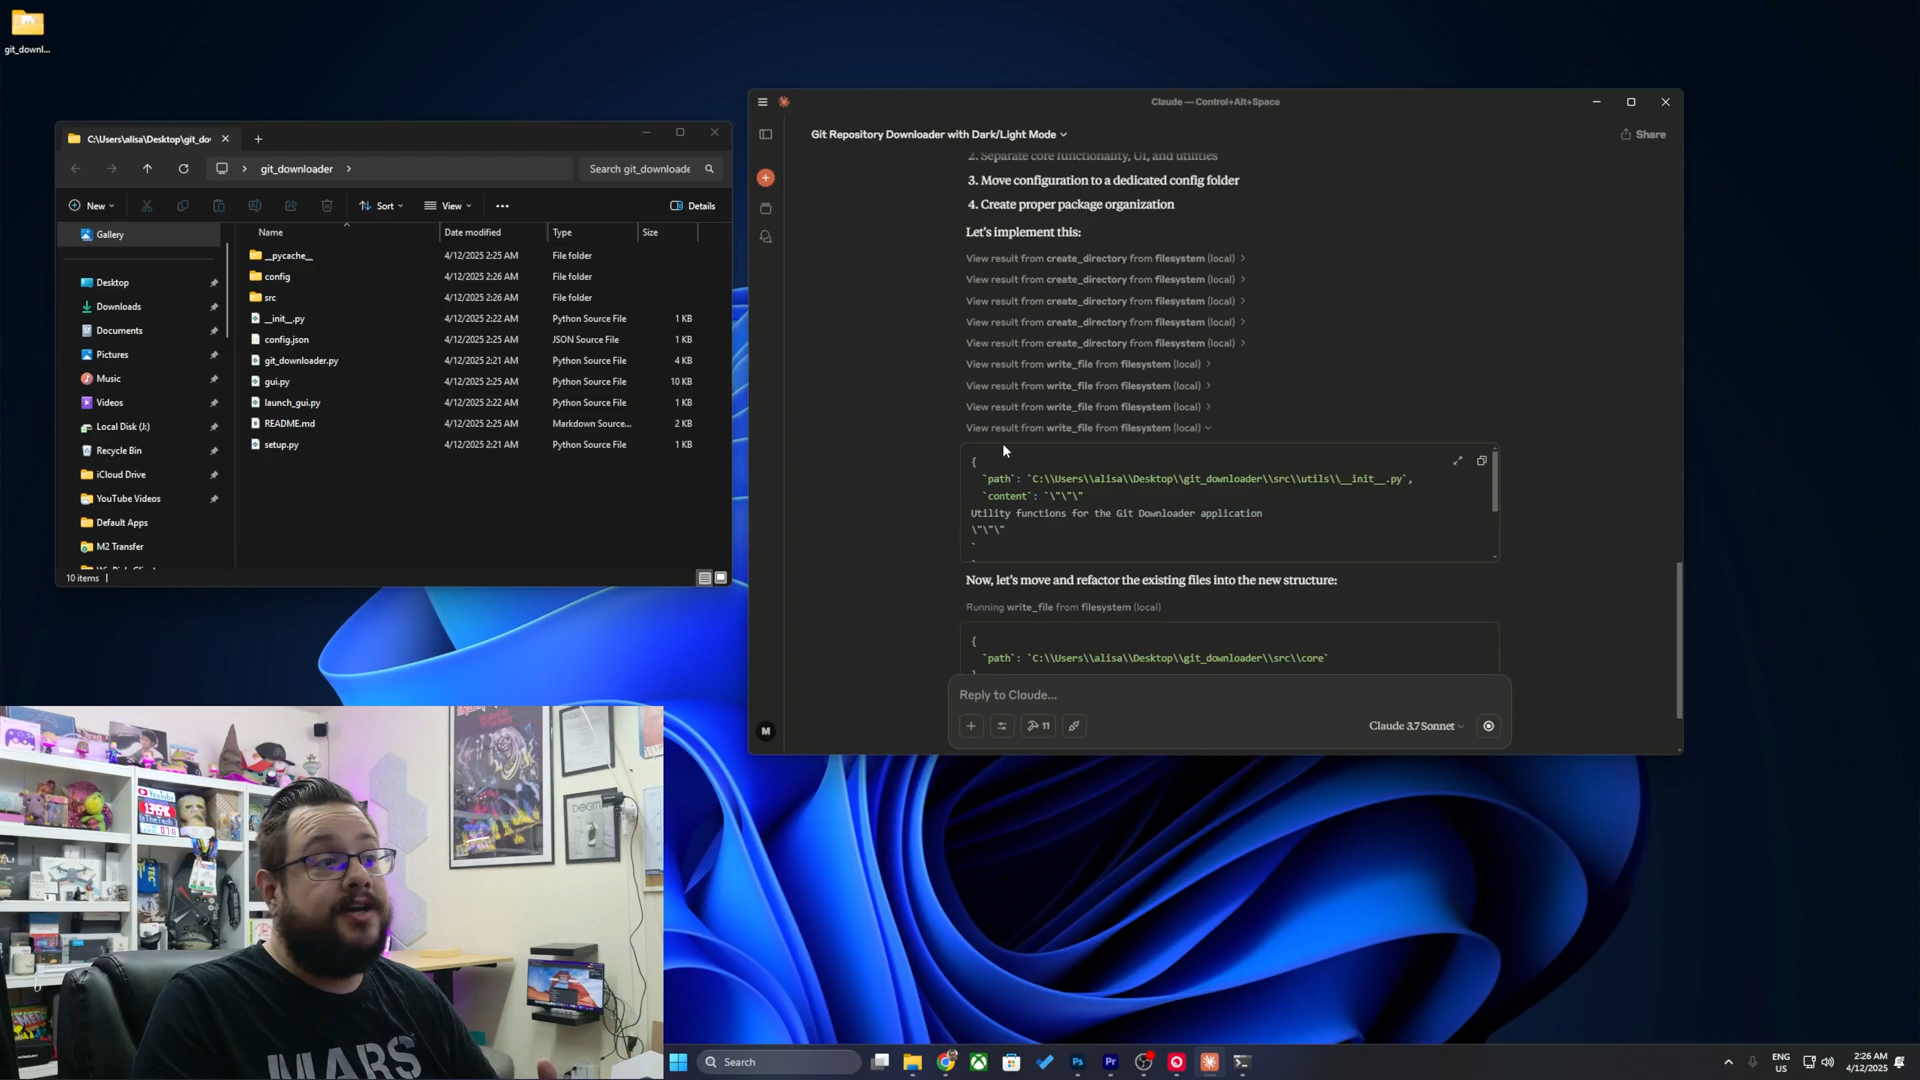 git_downl...
C:\Users\alisa\Desktop\git_do
git_downloader
Search git_downloade
New
Sort
View
Details
Name
Date modified
Type
Size
Gallery
Desktop
Downloads
Documents
Pictures
Music
Videos
Local Disk (J:)
Recycle Bin
iCloud Drive
YouTube Videos
Default Apps
M2 Transfer
__pycache__ 4/12/2025 2:25 AM File folder
config 4/12/2025 2:26 AM File folder
src 4/12/2025 2:26 AM File folder
__init__.py 4/12/2025 2:22 AM Python Source File 1 KB
config.json 4/12/2025 2:25 AM JSON Source File 1 KB
git_downloader.py 4/12/2025 2:21 AM Python Source File 4 KB
gui.py 4/12/2025 2:25 AM Python Source File 10 KB
launch_gui.py 4/12/2025 2:22 AM Python Source File 1 KB
README.md 4/12/2025 2:25 AM Markdown Source... 2 KB
setup.py 4/12/2025 2:21 AM Python Source File 1 KB
10 items
Claude — Control+Alt+Space
Git Repository Downloader with Dark/Light Mode
Share
2. Separate core functionality, UI, and utilities
3. Move configuration to a dedicated config folder
4. Create proper package organization
Let's implement this:
View result from create_directory from filesystem (local)
View result from create_directory from filesystem (local)
View result from create_directory from filesystem (local)
View result from create_directory from filesystem (local)
View result from create_directory from filesystem (local)
View result from write_file from filesystem (local)
View result from write_file from filesystem (local)
View result from write_file from filesystem (local)
View result from write_file from filesystem (local)
{
`path`: `C:\\Users\\alisa\\Desktop\\git_downloader\\src\\utils\\__init__.py`,
`content`: `\"\"\"
Utility functions for the Git Downloader application
\"\"\"
`
Now, let's move and refactor the existing files into the new structure:
Running write_file from filesystem (local)
{
`path`: `C:\\Users\\alisa\\Desktop\\git_downloader\\src\\core`
Reply to Claude...
11
Claude 3.7 Sonnet
M
MARS
Search
Ps
Pr
ENG
US
2:26 AM
4/12/2025